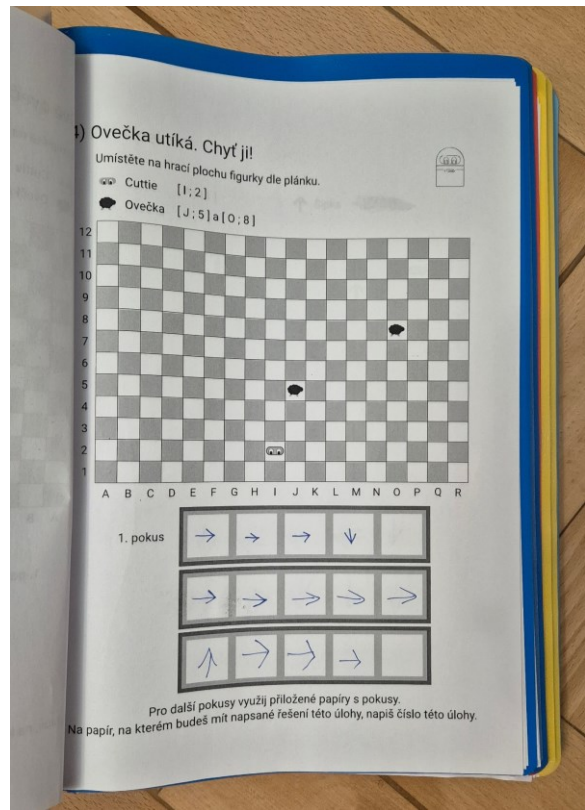 4) Ovečka utíká. Chyť ji!
Umístěte na hrací plochu figurky dle plánku.
Cuttie [ I ; 2 ]
Ovečka [ J ; 5 ] a [ O ; 8 ]
12
11
10
9
8
7
6
5
4
3
2
1
A B C D E F G H I J K L M N O P Q R
1. pokus
→ → → ↓
→ → → → →
↑ → → →
Pro další pokusy využij přiložené papíry s pokusy.
Na papír, na kterém budeš mít napsané řešení této úlohy, napiš číslo této úlohy.